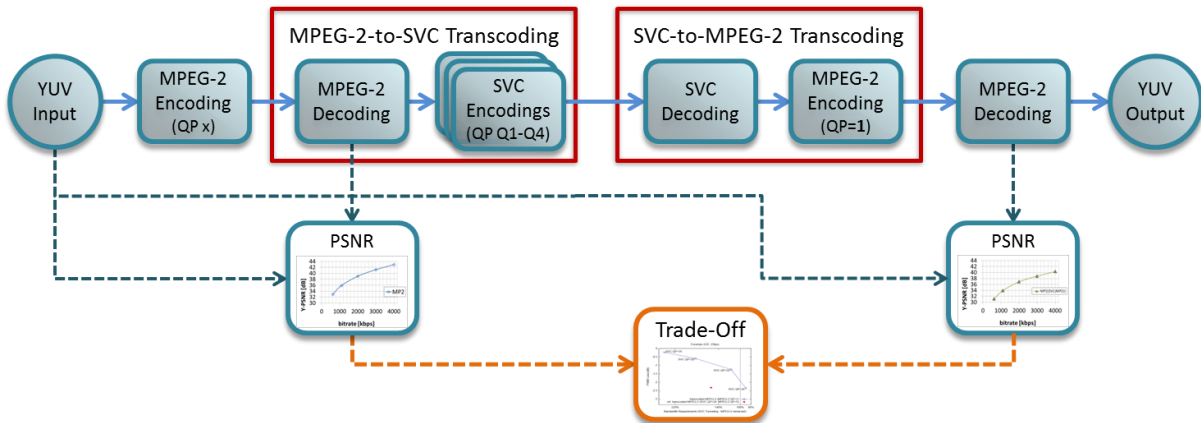 MPEG-2-to-SVC Transcoding
SVC-to-MPEG-2 Transcoding
YUV
Input
MPEG-2
Encoding
(QP x)
MPEG-2
Decoding
SVC
Encodings
(QP Q1-Q4)
SVC
Decoding
MPEG-2
Encoding
(QP=1)
MPEG-2
Decoding
YUV
Output
PSNR
Y-PSNR [dB]
44
42
40
38
36
34
32
30
0 1000 2000 3000 4000
bitrate [kbps]
MP2
PSNR
Y-PSNR [dB]
44
42
40
38
36
34
32
30
0 1000 2000 3000 4000
bitrate [kbps]
Trade-Off